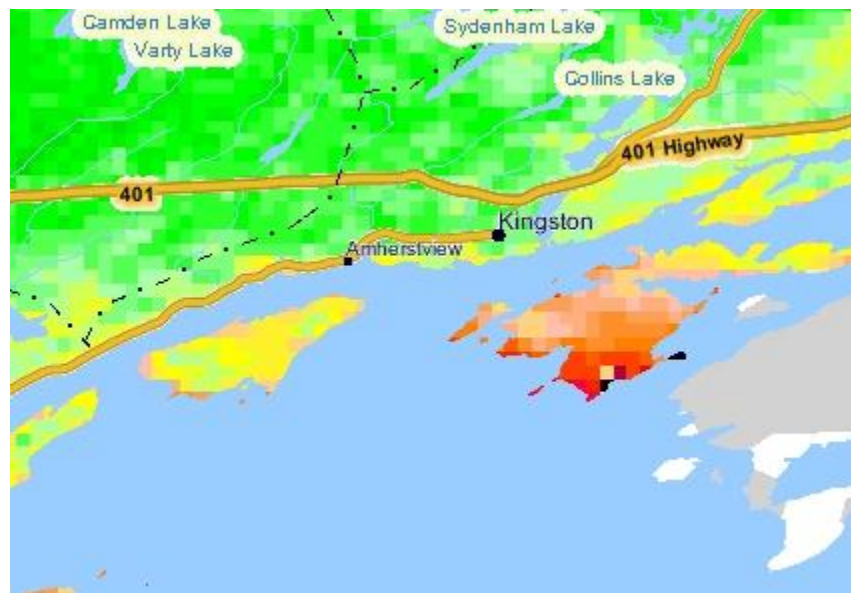 Camden Lake
Varty Lake
Sydenham Lake
Collins Lake
401 Highway
401
Kingston
Amherstview